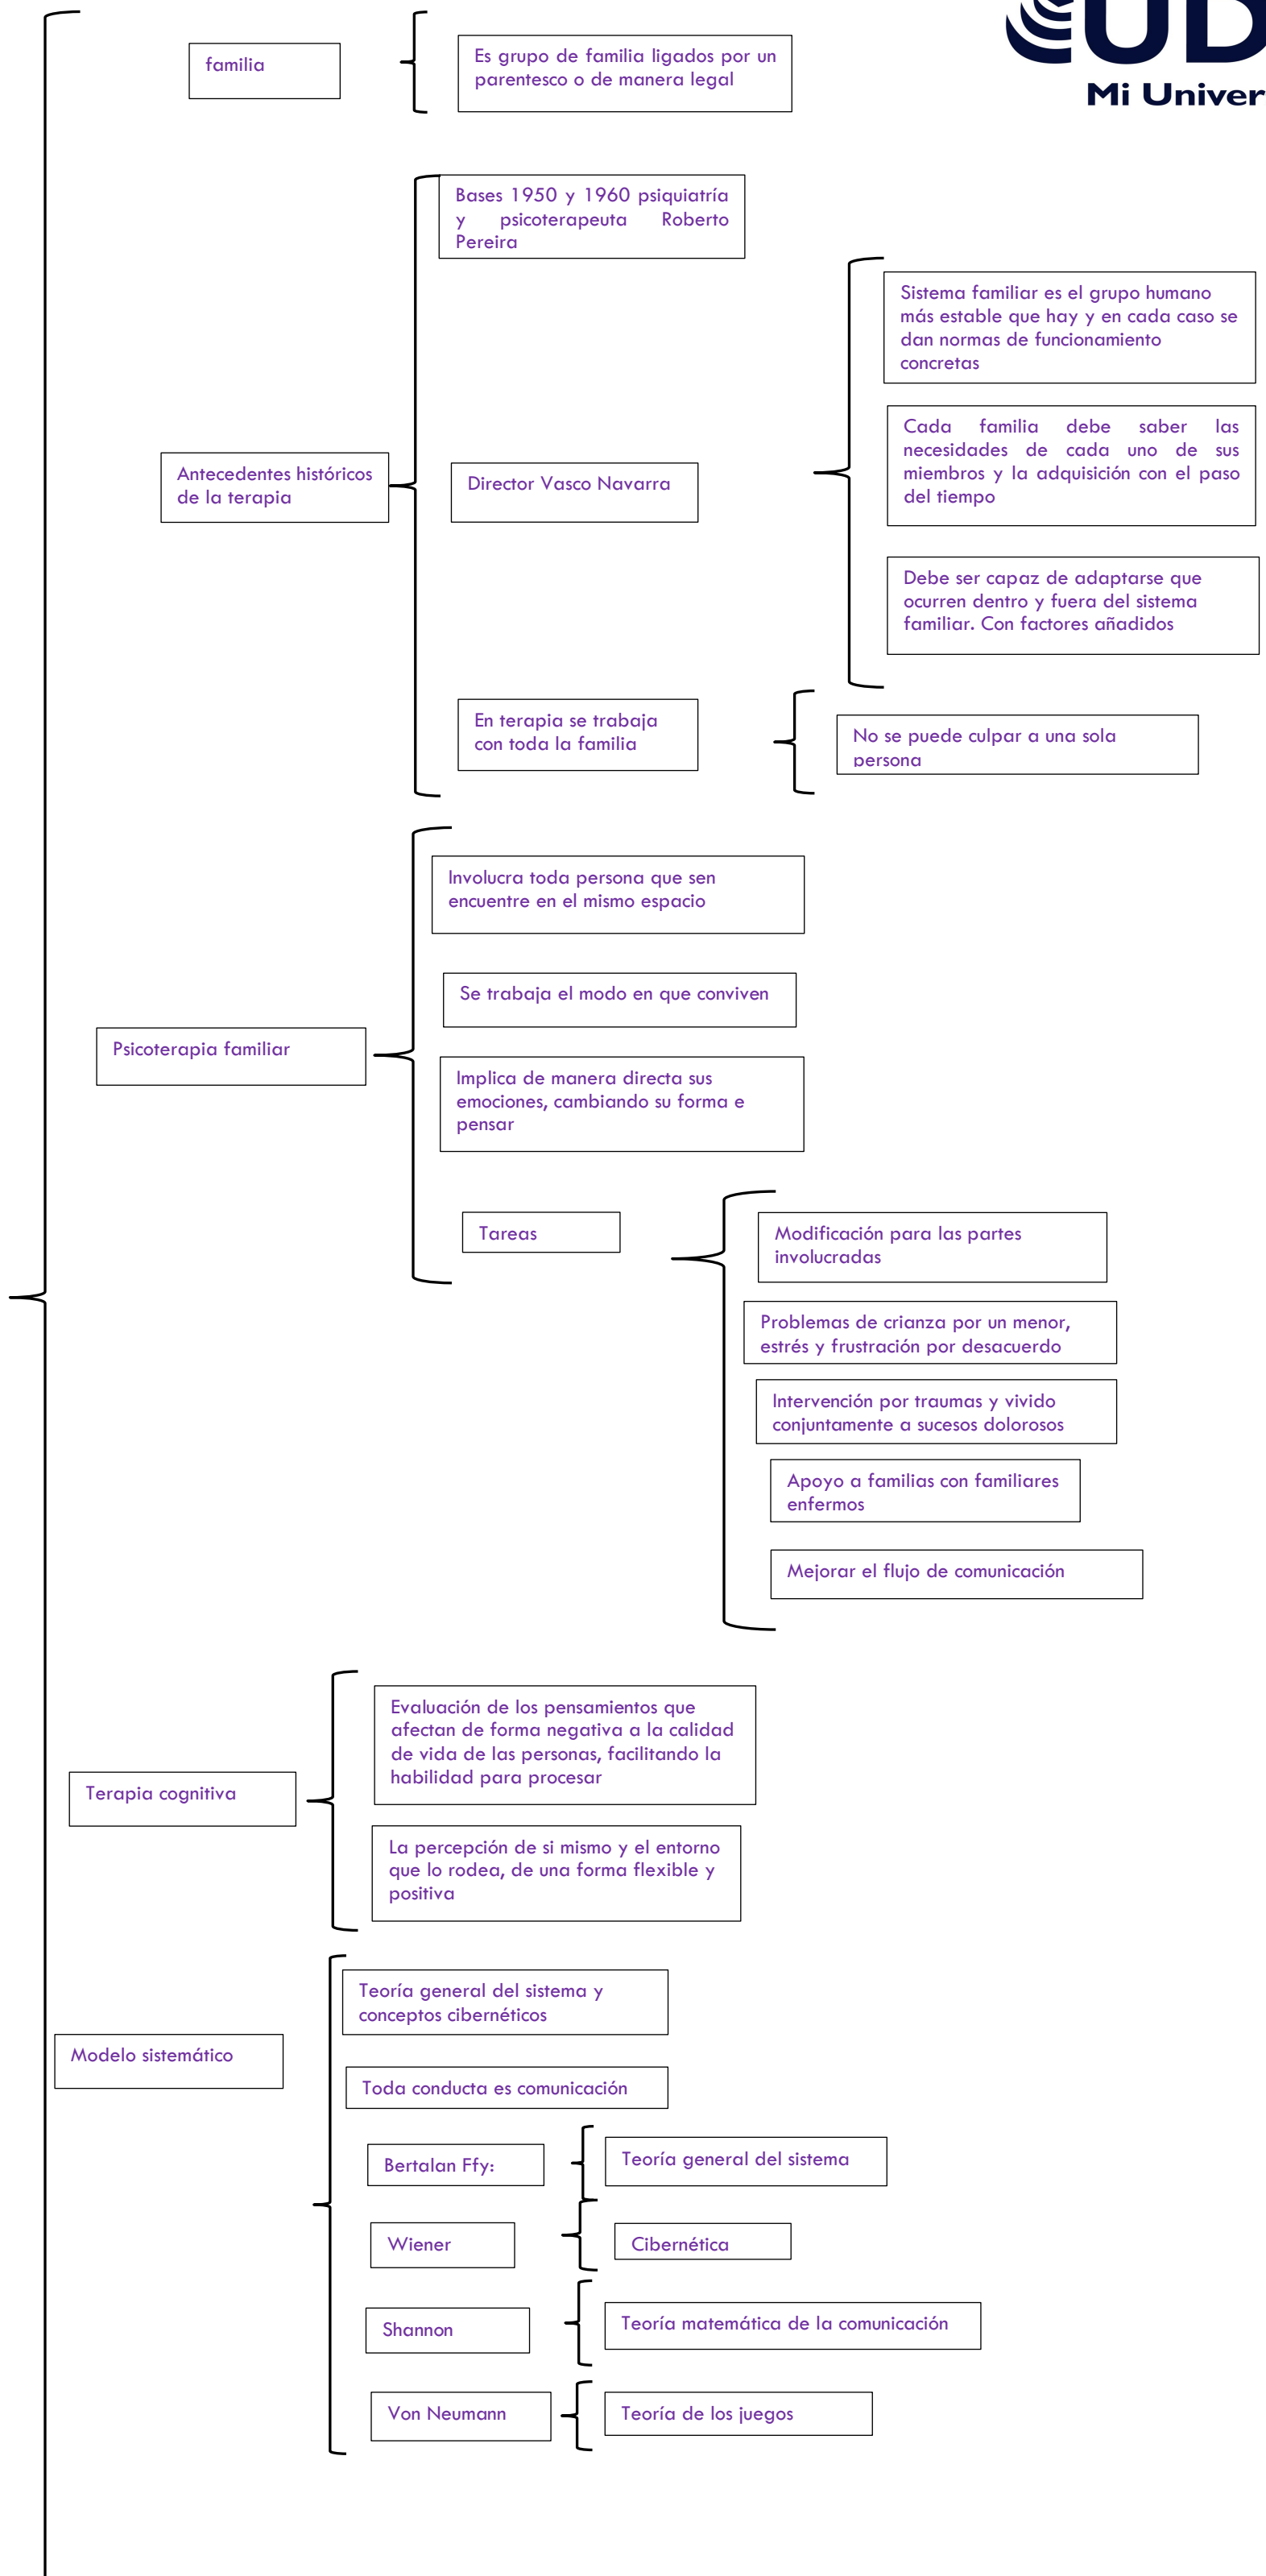 UD
Mi Univer
familia
Es grupo de familia ligados por un
parentesco o de manera legal
Bases 1950 y 1960 psiquiatría
y psicoterapeuta Roberto
Pereira
Antecedentes históricos
de la terapia
Director Vasco Navarra
Sistema familiar es el grupo humano
más estable que hay y en cada caso se
dan normas de funcionamiento
concretas
Cada familia debe saber las
necesidades de cada uno de sus
miembros y la adquisición con el paso
del tiempo
Debe ser capaz de adaptarse que
ocurren dentro y fuera del sistema
familiar. Con factores añadidos
En terapia se trabaja
con toda la familia
No se puede culpar a una sola
persona
Psicoterapia familiar
Involucra toda persona que sen
encuentre en el mismo espacio
Se trabaja el modo en que conviven
Implica de manera directa sus
emociones, cambiando su forma e
pensar
Tareas
Modificación para las partes
involucradas
Problemas de crianza por un menor,
estrés y frustración por desacuerdo
Intervención por traumas y vivido
conjuntamente a sucesos dolorosos
Apoyo a familias con familiares
enfermos
Mejorar el flujo de comunicación
Terapia cognitiva
Evaluación de los pensamientos que
afectan de forma negativa a la calidad
de vida de las personas, facilitando la
habilidad para procesar
La percepción de si mismo y el entorno
que lo rodea, de una forma flexible y
positiva
Modelo sistemático
Teoría general del sistema y
conceptos cibernéticos
Toda conducta es comunicación
Bertalan Ffy:
Teoría general del sistema
Wiener
Cibernética
Shannon
Teoría matemática de la comunicación
Von Neumann
Teoría de los juegos